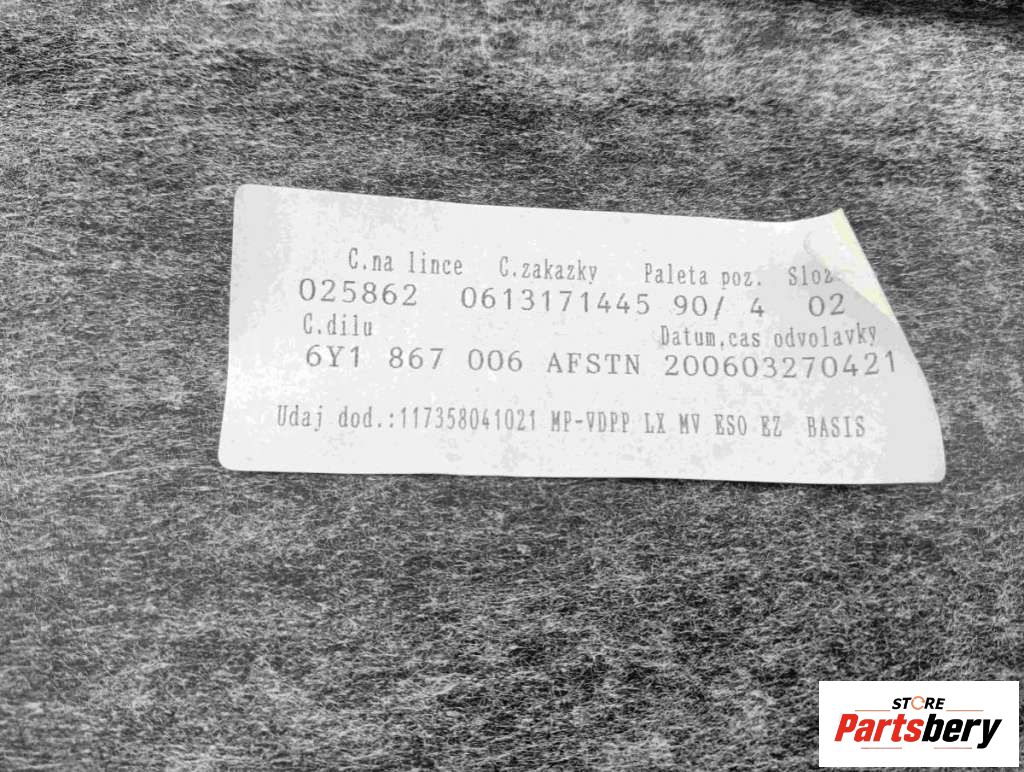 C.na lince C.zakazky Paleta poz. Sloz
025862 0613171445 90/ 4 02
C.dilu Datum,cas odvolavky
6Y1 867 006 AFSTN 200603270421
Udaj dod.:117358041021 MP-VDPP LX MV ESO EZ BASIS
STORE
Partsbery